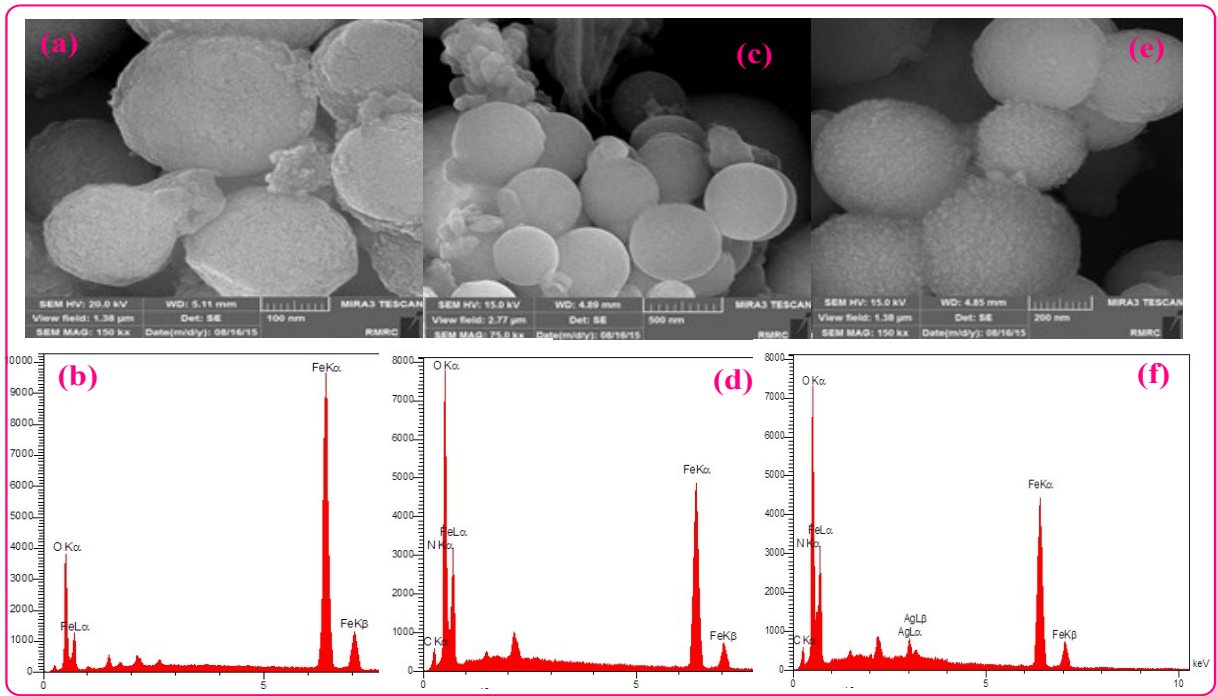 (a)
SEM HV: 20.0 kV WD: 5.11 mm MIRA3 TESCAN
View field: 1.38 µm Det: SE 100 nm
SEM MAG: 150 kx Date(m/d/y): 08/16/15 RMRC
(c)
SEM HV: 15.0 kV WD: 4.89 mm MIRA3 TESCAN
View field: 2.77 µm Det: SE 500 nm
SEM MAG: 75.0 kx Date(m/d/y): 08/16/15 RMRC
(e)
SEM HV: 15.0 kV WD: 4.85 mm MIRA3 TESCAN
View field: 1.38 µm Det: SE 200 nm
SEM MAG: 150 kx Date(m/d/y): 08/16/15 RMRC
(b)
10000
9000
8000
7000
6000
5000
4000
3000
2000
1000
0
OKα
FeLα
FeKα
FeKβ
0 5
(d)
8000
7000
6000
5000
4000
3000
2000
1000
0
OKα
FeLα
NKα
CKα
FeKα
FeKβ
0 5
(f)
8000
7000
6000
5000
4000
3000
2000
1000
0
OKα
FeLα
NKα
CKα
AgLβ
AgLα
FeKα
FeKβ
keV
0 5 10